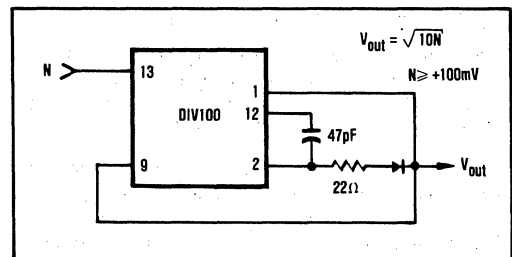 V_out = √10N
N ≥ +100mV
N
13
1
DIV100
12
47pF
9
2
22Ω
V_out